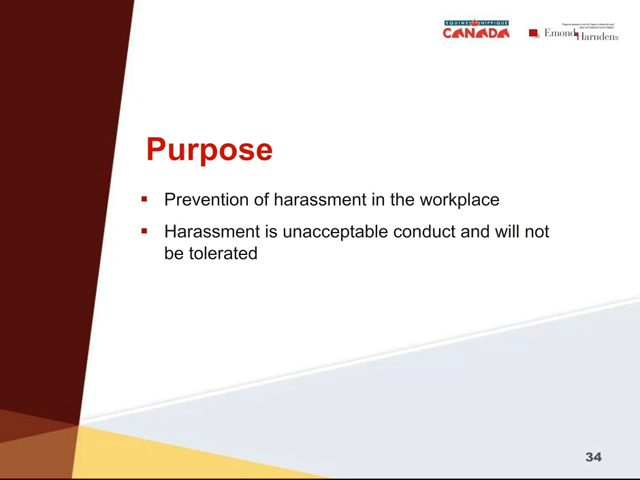 EQUINE HIPPIQUE
CANADA
Emond
Harnden
Purpose
Prevention of harassment in the workplace
Harassment is unacceptable conduct and will not
be tolerated
34